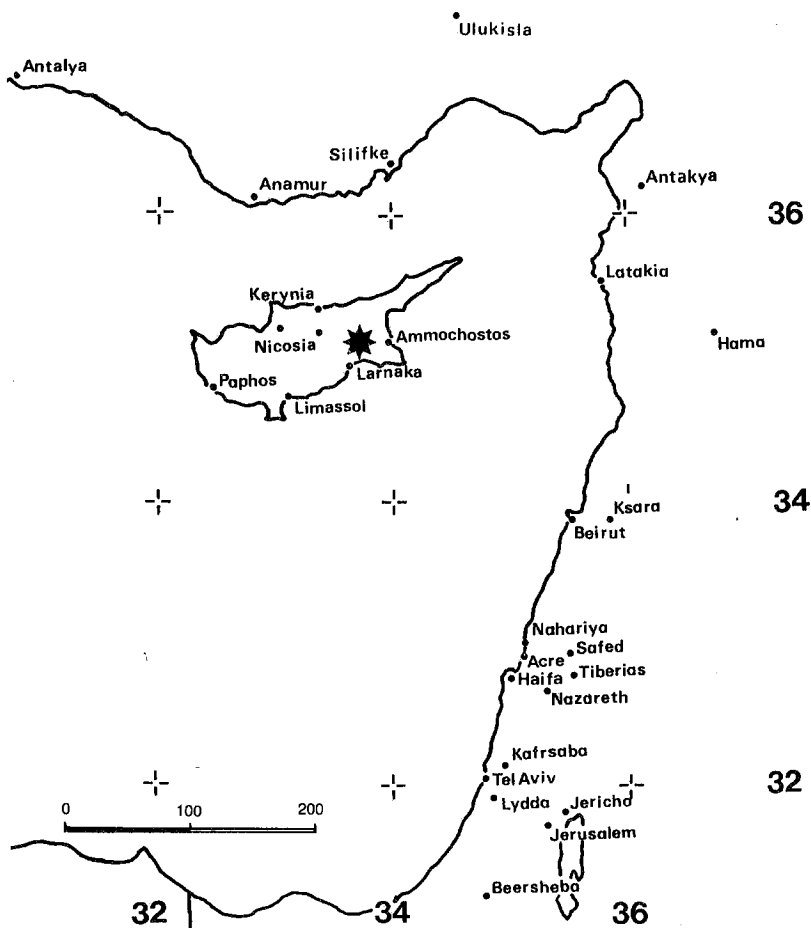 Ulukisla
Antalya
Silifke
Anamur
Antakya
36
Latakia
Kerynia
Nicosia
Ammochostos
Hama
Larnaka
Paphos
Limassol
34
Ksara
Beirut
Nahariya
Safed
Acre
Haifa
Tiberias
Nazareth
Kafrsaba
Tel Aviv
32
0 100 200
Lydda
Jericho
Jerusalem
Beersheba
32 34 36